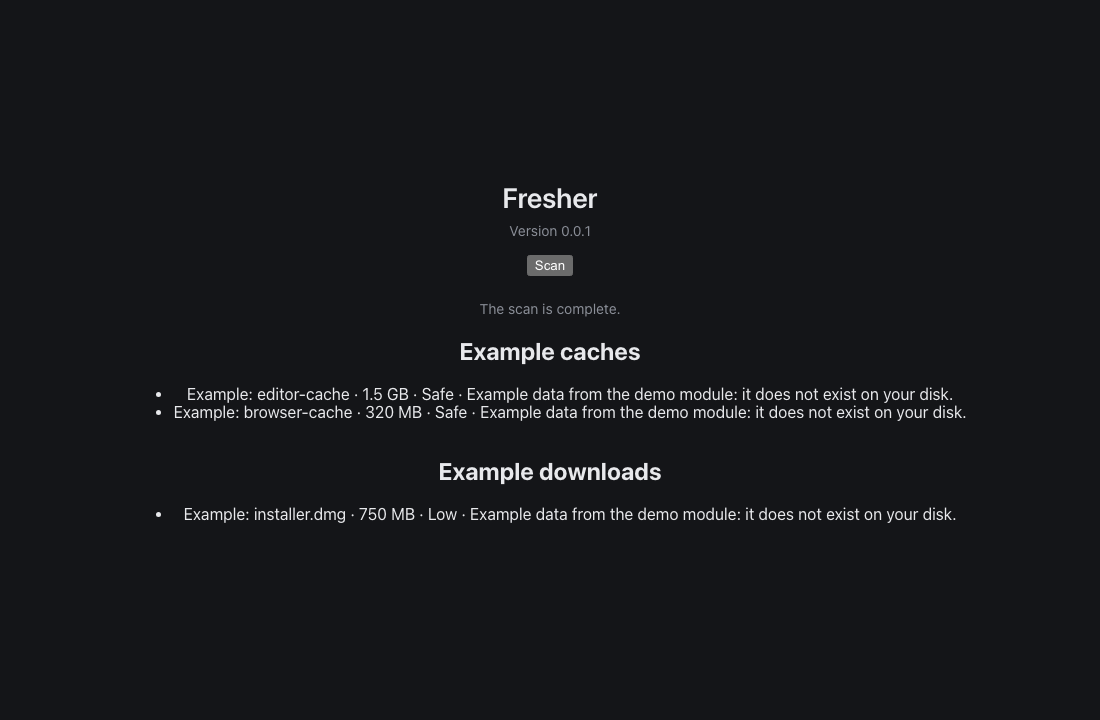 Fresher
Version 0.0.1
Scan
The scan is complete.
Example caches
• Example: editor-cache · 1.5 GB · Safe · Example data from the demo module: it does not exist on your disk.
• Example: browser-cache · 320 MB · Safe · Example data from the demo module: it does not exist on your disk.
Example downloads
• Example: installer.dmg · 750 MB · Low · Example data from the demo module: it does not exist on your disk.